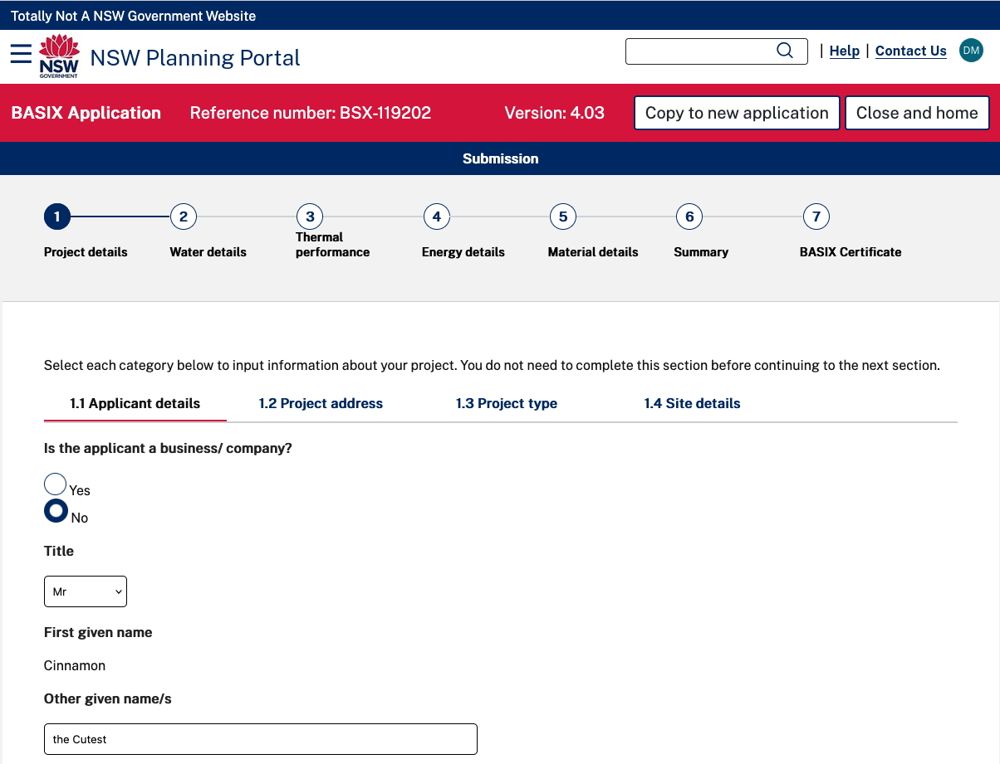 Totally Not A NSW Government Website
NSW
GOVERNMENT
NSW Planning Portal
| Help | Contact Us DM
BASIX Application Reference number: BSX-119202 Version: 4.03 Copy to new application Close and home
Submission
1 2 3 4 5 6 7
Project details Water details Thermal performance Energy details Material details Summary BASIX Certificate
Select each category below to input information about your project. You do not need to complete this section before continuing to the next section.
1.1 Applicant details 1.2 Project address 1.3 Project type 1.4 Site details
Is the applicant a business/ company?
Yes
No
Title
Mr
First given name
Cinnamon
Other given name/s
the Cutest